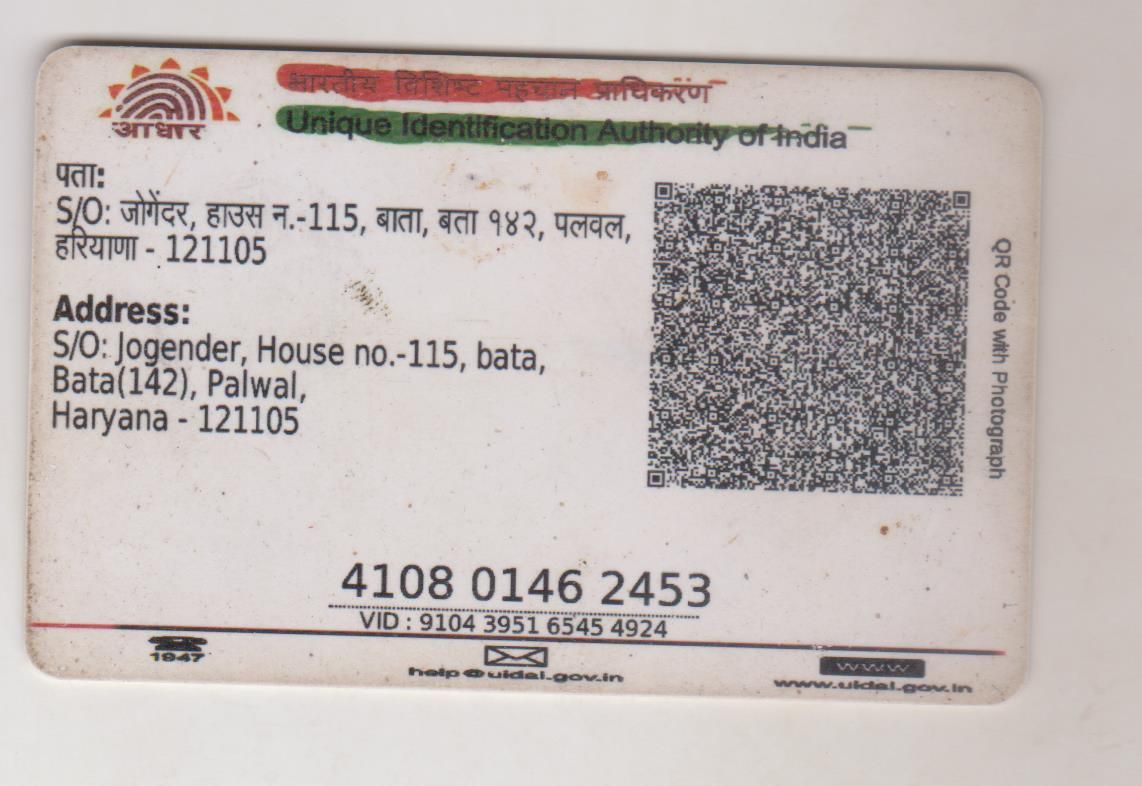 आधार
भारतीय विशिष्ट पहचान प्राधिकरण
Unique Identification Authority of India
पता:
S/O: जोगेंदर, हाउस न.-115, बाता, बता १४२, पलवल,
हरियाणा - 121105
Address:
S/O: Jogender, House no.-115, bata,
Bata(142), Palwal,
Haryana - 121105
QR Code with Photograph
4108 0146 2453
VID : 9104 3951 6545 4924
1947
help@uidai.gov.in
www
www.uidai.gov.in